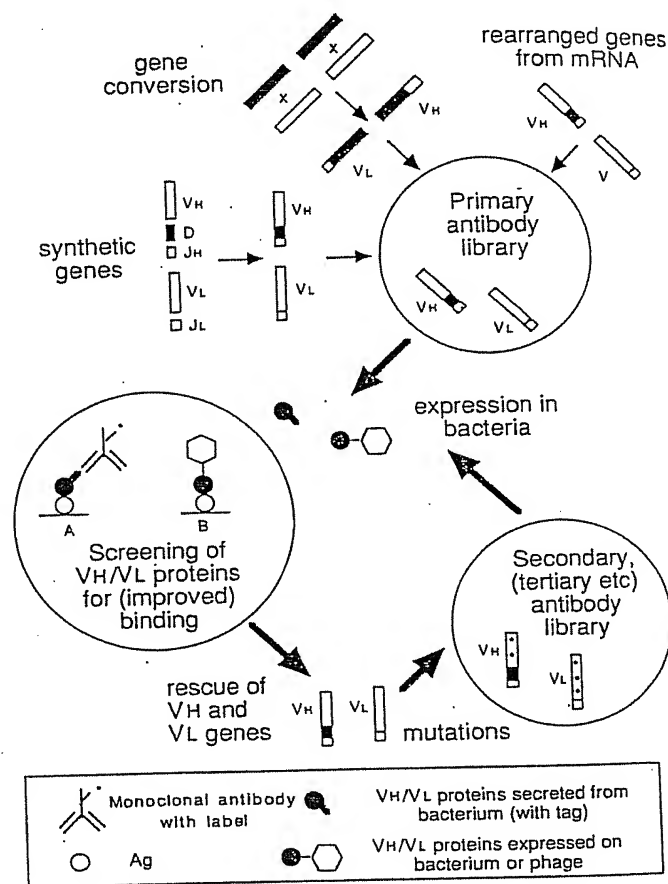 gene
conversion
x
x
VH
VL
rearranged genes
from mRNA
VH
V
synthetic
genes
VH
D
JH
VL
JL
VH
VL
Primary
antibody
library
VH
VL
expression in
bacteria
A
B
Screening of
VH/VL proteins
for (improved)
binding
Secondary,
(tertiary etc)
antibody
library
VH
VL
rescue of
VH and
VL genes
VH
VL
mutations
Monoclonal antibody
with label
VH/VL proteins secreted from
bacterium (with tag)
Ag
VH/VL proteins expressed on
bacterium or phage